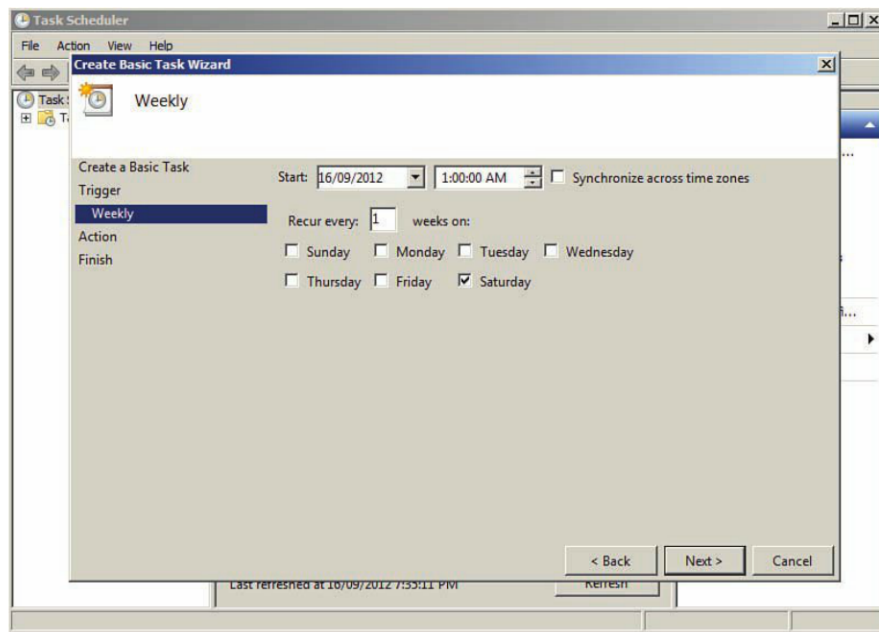 Task Scheduler
File Action View Help
Create Basic Task Wizard
Weekly
Task
Create a Basic Task
Trigger
Weekly
Action
Finish
Start: 16/09/2012 1:00:00 AM Synchronize across time zones
Recur every: 1 weeks on:
Sunday Monday Tuesday Wednesday
Thursday Friday Saturday
< Back Next > Cancel
Last refreshed at 16/09/2012 7:35:11 PM Refresh